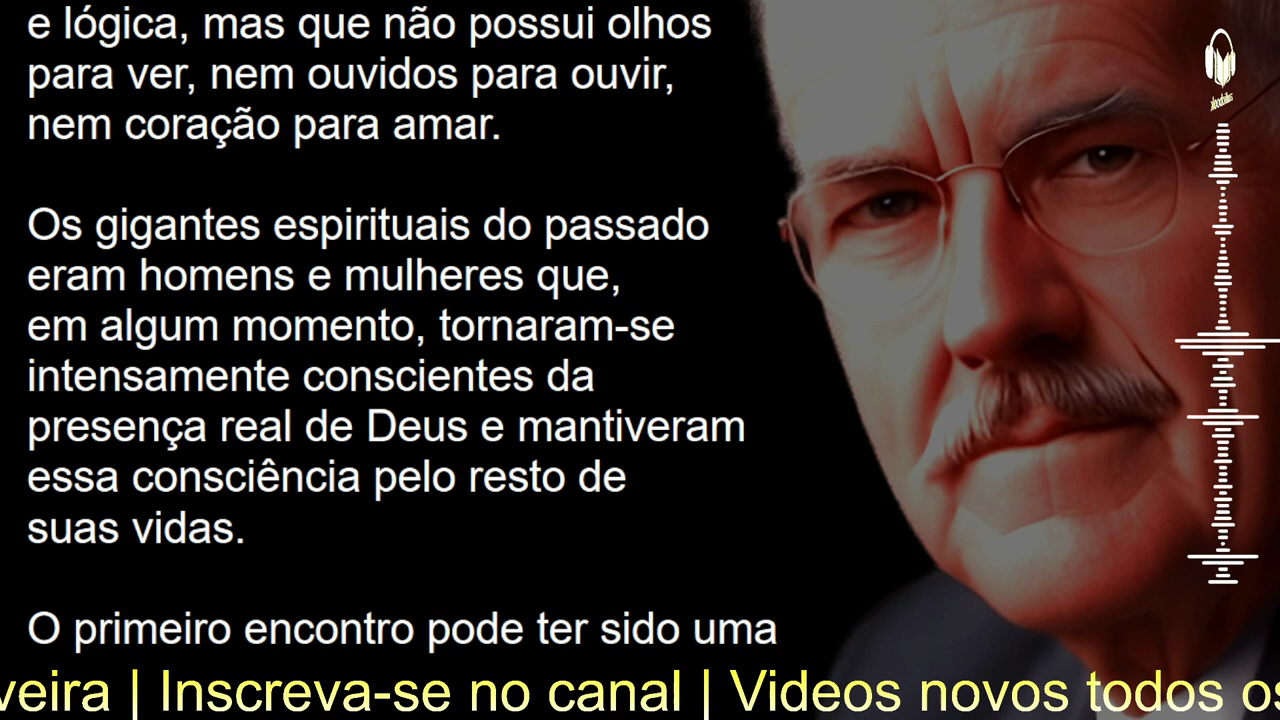 e lógica, mas que não possui olhos
para ver, nem ouvidos para ouvir,
nem coração para amar.
Os gigantes espirituais do passado
eram homens e mulheres que,
em algum momento, tornaram-se
intensamente conscientes da
presença real de Deus e mantiveram
essa consciência pelo resto de
suas vidas.
O primeiro encontro pode ter sido uma
veira | Inscreva-se no canal | Videos novos todos os